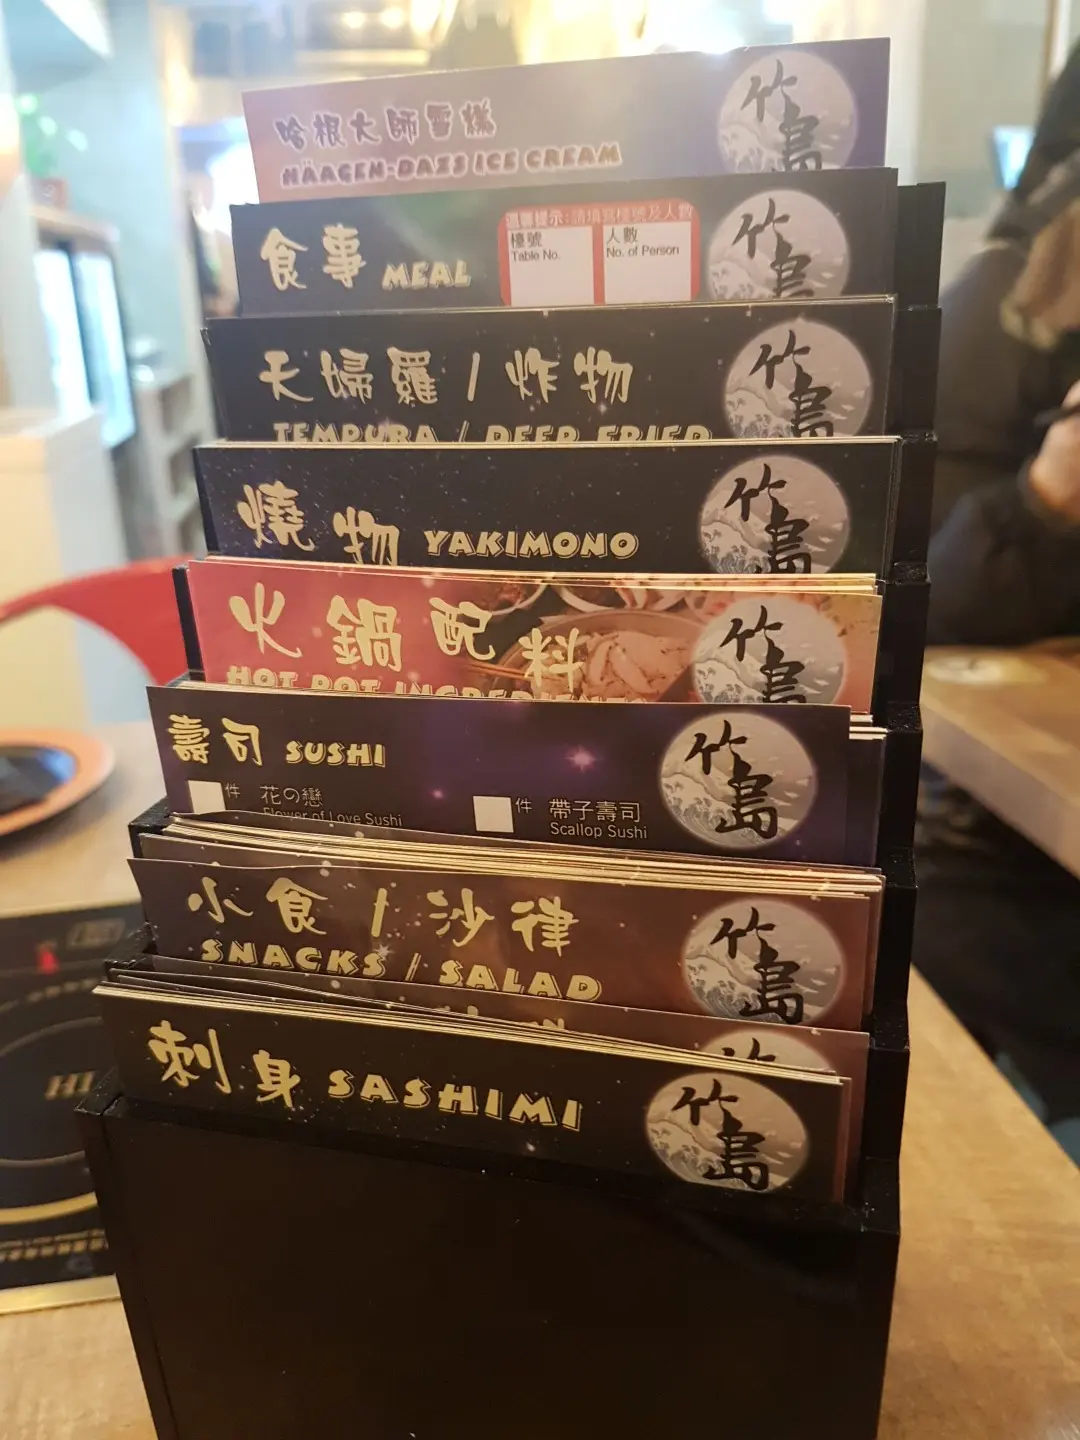 哈根大師雪糕
HÄAGEN-DAZS ICE CREAM
竹島
食事 MEAL
溫馨提示:請填寫檯號及人數
檯號
Table No.
人數
No. of Person
竹島
天婦羅 / 炸物
TEMPURA / DEEP FRIED
竹島
燒物 YAKIMONO
竹島
火鍋配料
HOT POT INGREDIENTS
竹島
壽司 SUSHI
件 花の戀
Flower of Love Sushi
件 帶子壽司
Scallop Sushi
竹島
小食 / 沙律
SNACKS / SALAD
竹島
刺身 SASHIMI
竹島